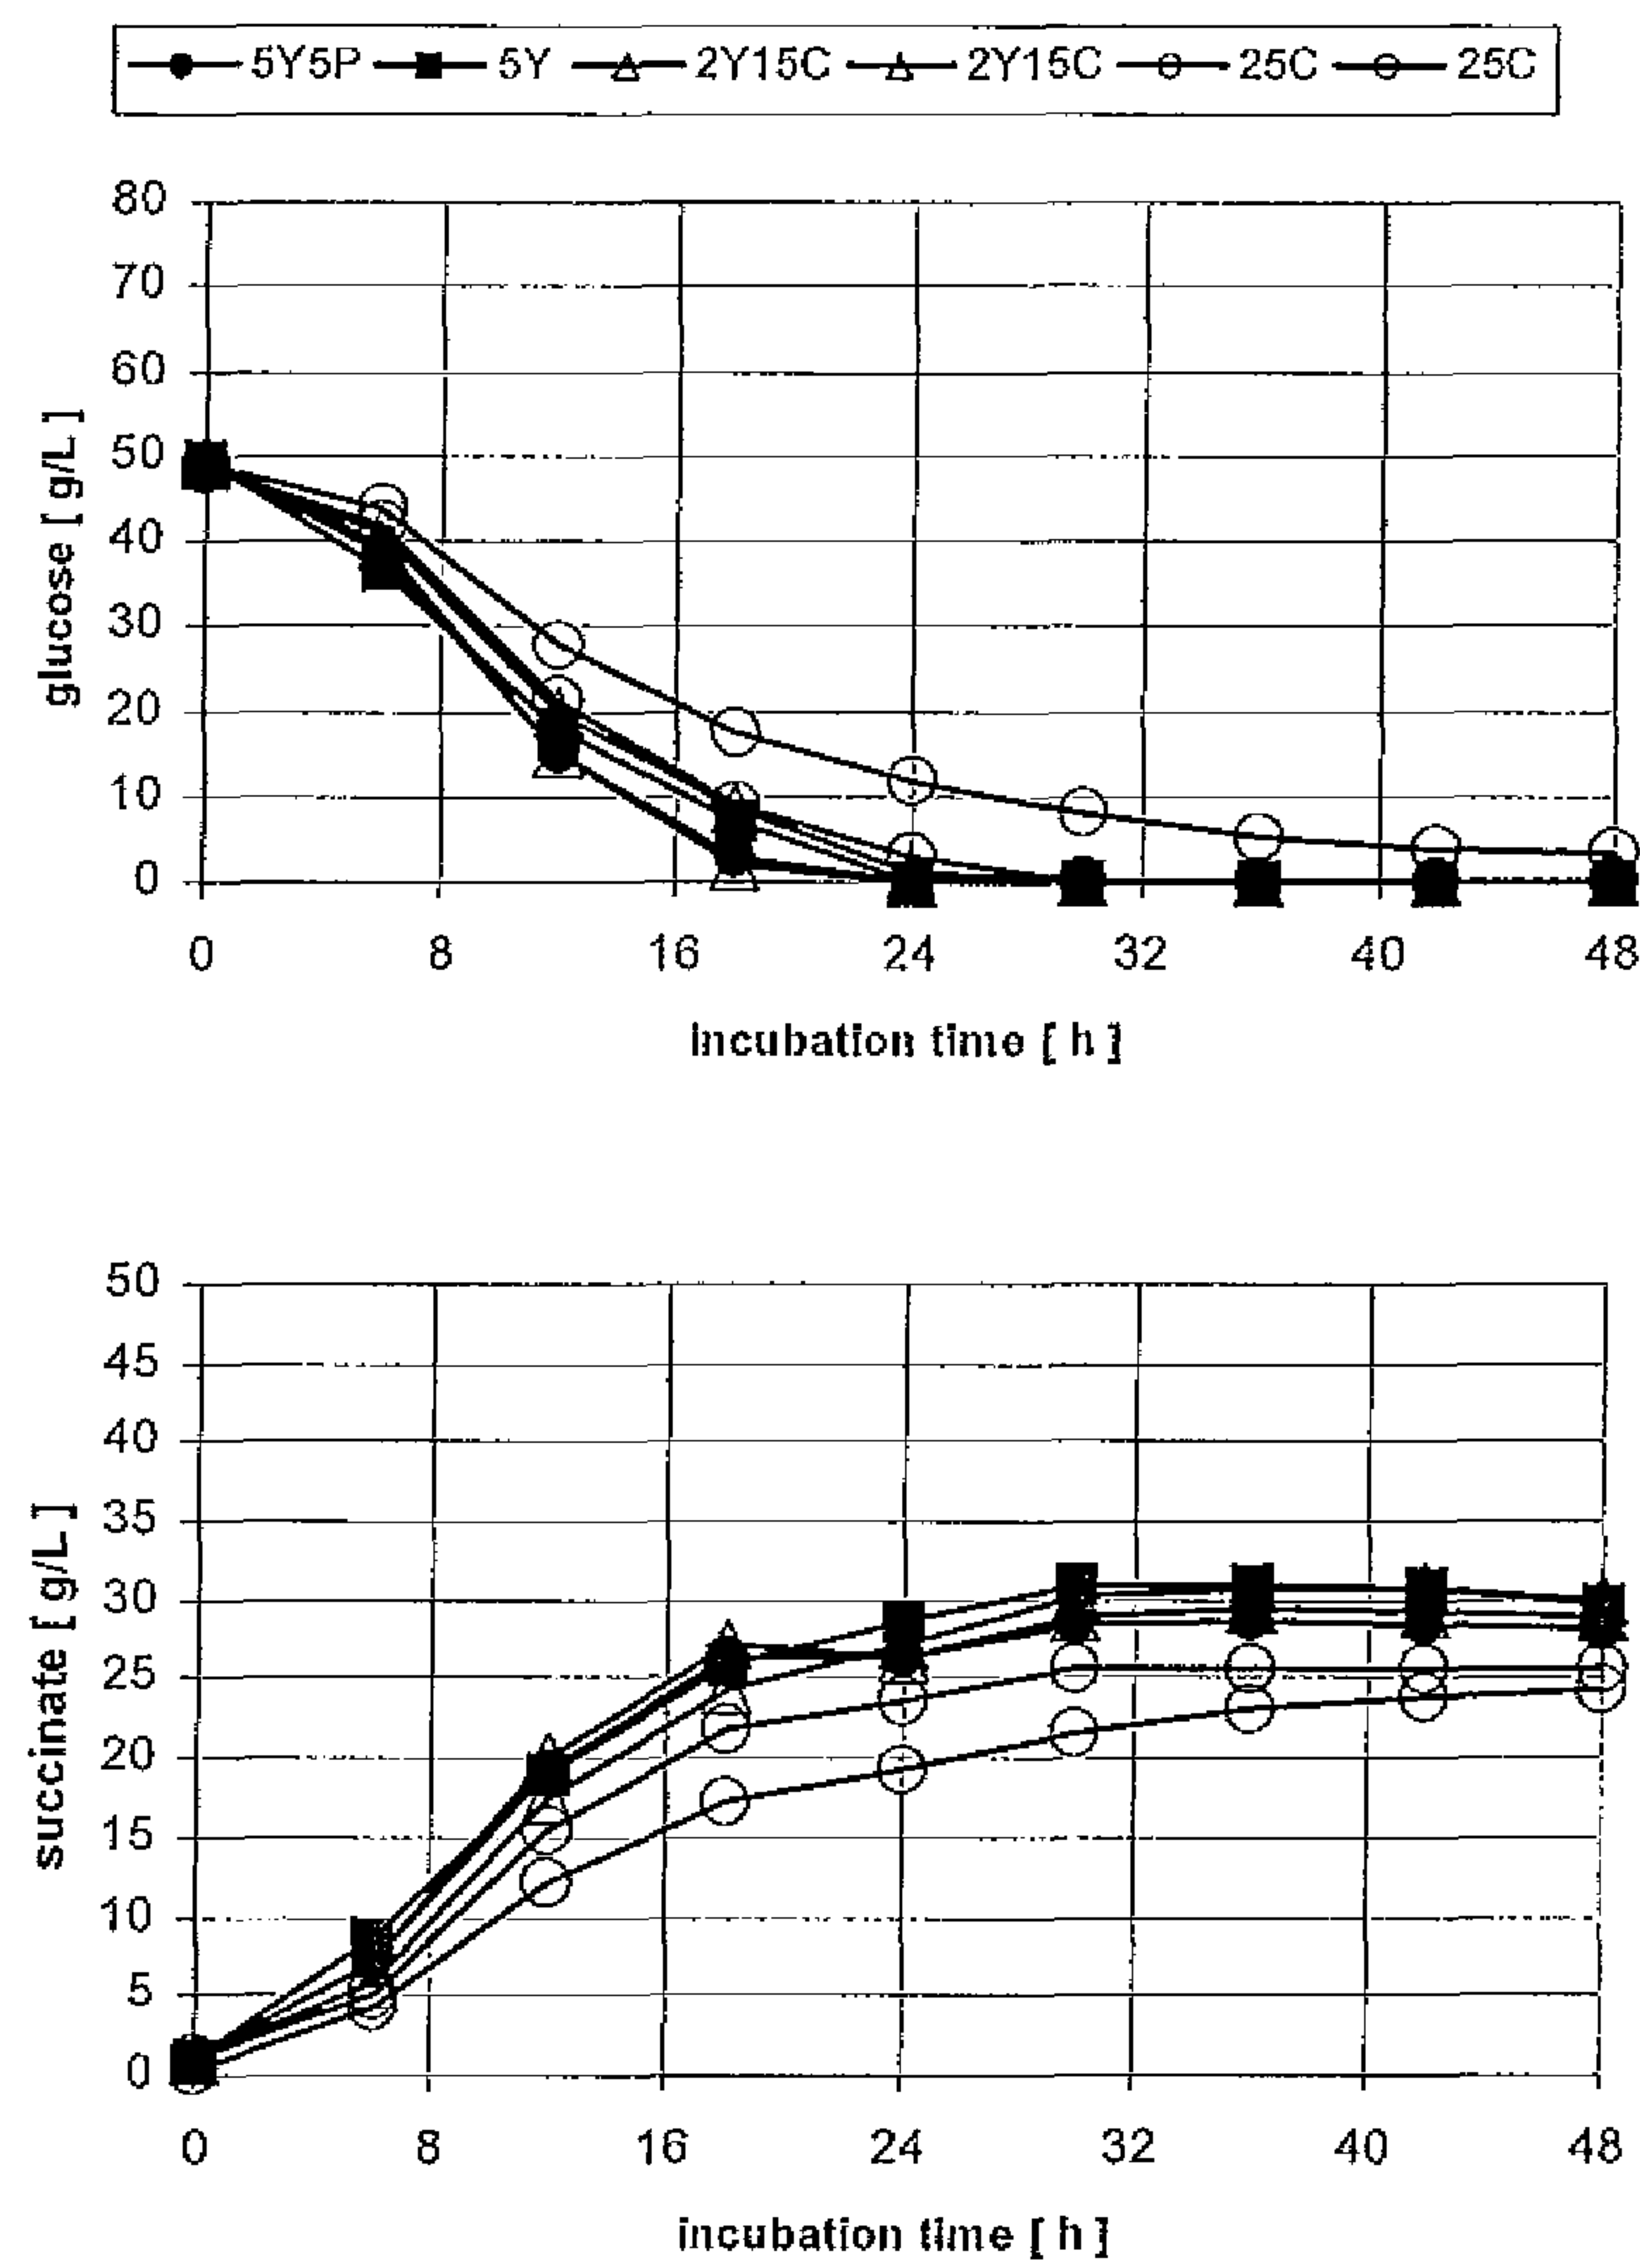 5Y5P 5Y 2Y15C 2Y15C 25C 25C
80
70
60
50
40
30
20
10
0
glucose [ g/L ]
0 8 16 24 32 40 48
incubation time [ h ]
50
45
40
35
30
25
20
15
10
5
0
succinate [ g/L ]
0 8 16 24 32 40 48
incubation time [ h ]